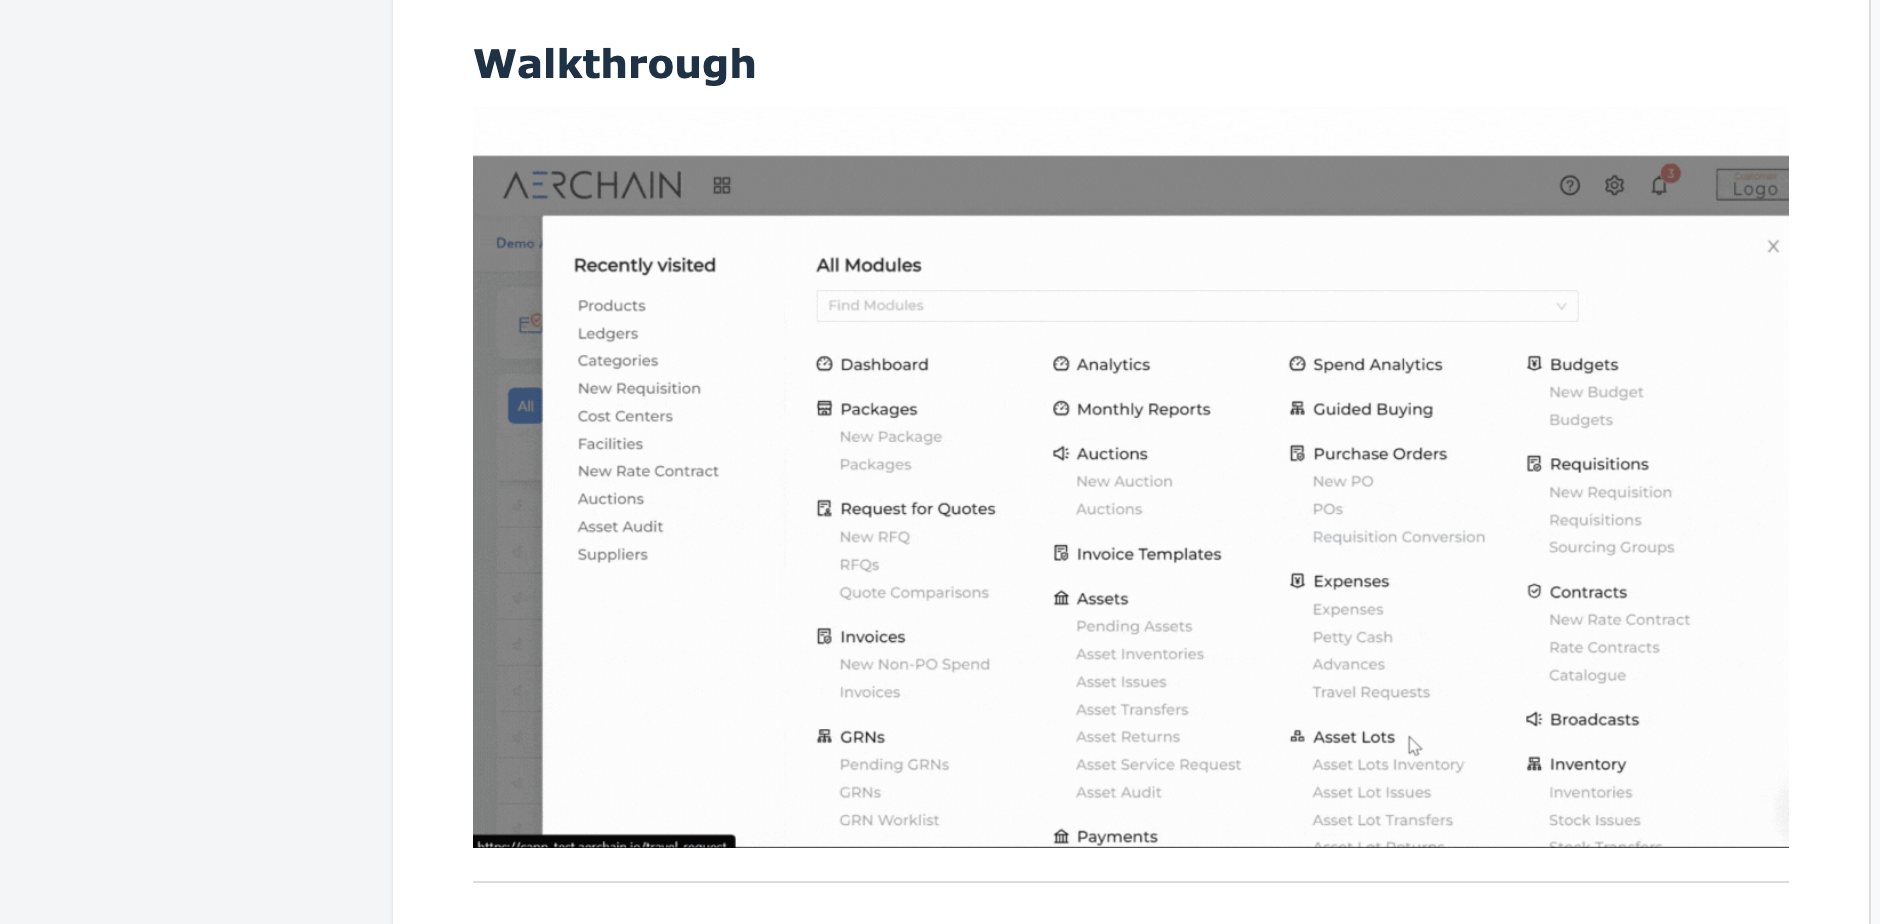 Walkthrough
AERCHAIN
3
Customer
Logo
Demo
Recently visited
Products
Ledgers
Categories
New Requisition
Cost Centers
Facilities
New Rate Contract
Auctions
Asset Audit
Suppliers
All
All Modules
Find Modules
Dashboard
Packages
New Package
Packages
Request for Quotes
New RFQ
RFQs
Quote Comparisons
Invoices
New Non-PO Spend
Invoices
GRNs
Pending GRNs
GRNs
GRN Worklist
Analytics
Monthly Reports
Auctions
New Auction
Auctions
Invoice Templates
Assets
Pending Assets
Asset Inventories
Asset Issues
Asset Transfers
Asset Returns
Asset Service Request
Asset Audit
Payments
Spend Analytics
Guided Buying
Purchase Orders
New PO
POs
Requisition Conversion
Expenses
Expenses
Petty Cash
Advances
Travel Requests
Asset Lots
Asset Lots Inventory
Asset Lot Issues
Asset Lot Transfers
Asset Lot Returns
Budgets
New Budget
Budgets
Requisitions
New Requisition
Requisitions
Sourcing Groups
Contracts
New Rate Contract
Rate Contracts
Catalogue
Broadcasts
Inventory
Inventories
Stock Issues
Stock Transfers